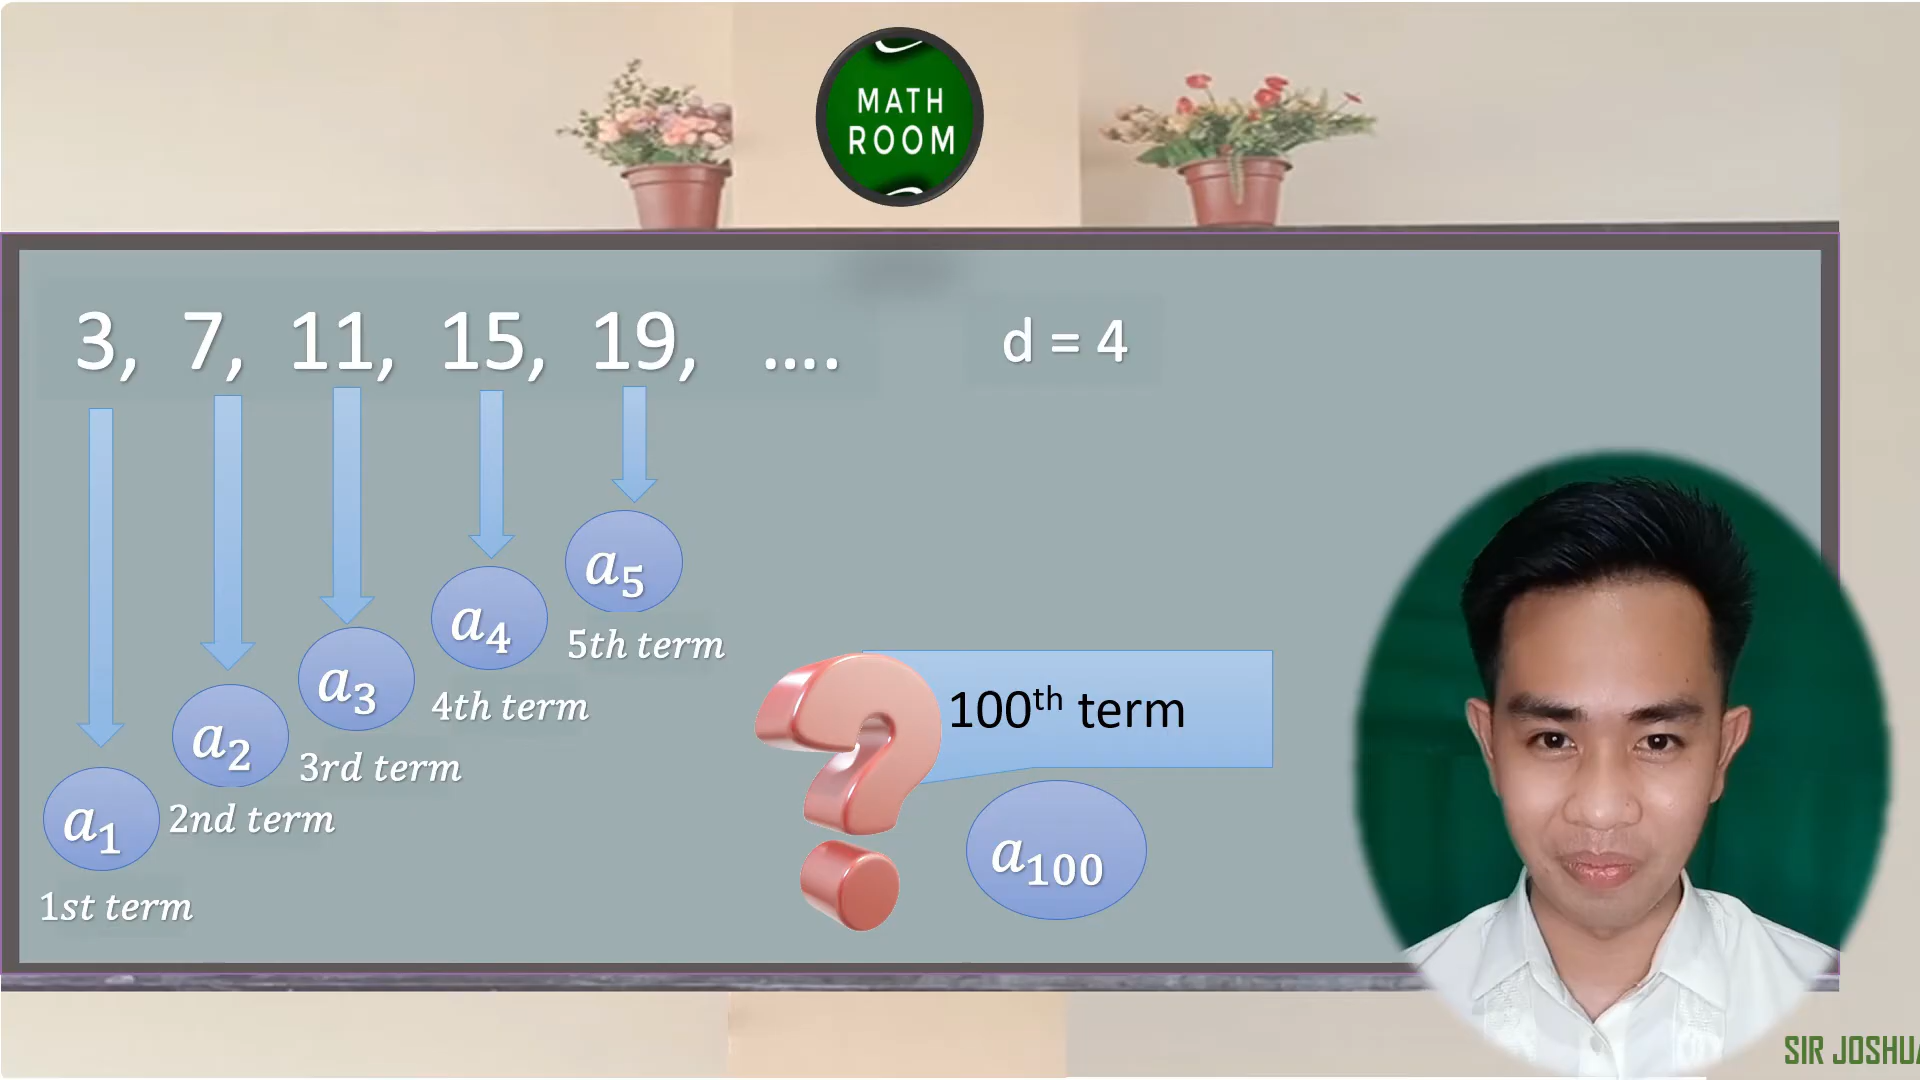 MATH
ROOM
3, 7, 11, 15, 19, ....
d = 4
a₅
5th term
a₄
4th term
a₃
3rd term
a₂
2nd term
a₁
1st term
100ᵗʰ term
a₁₀₀
SIR JOSHUA